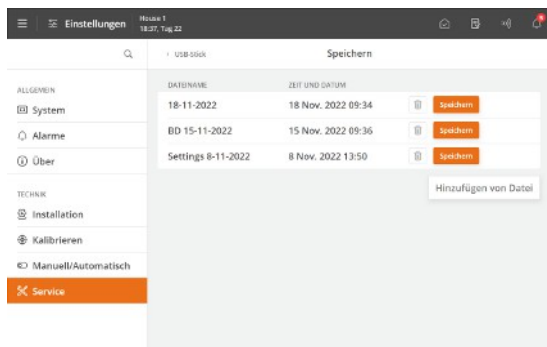 Einstellungen
House 1
18:37, Tag 22
USB-Stick
Speichern
ALLGEMEIN
System
Alarme
Über
TECHNIK
Installation
Kalibrieren
Manuell/Automatisch
Service
DATEINAME ZEIT UND DATUM
18-11-2022 18 Nov. 2022 09:34 Speichern
BD 15-11-2022 15 Nov. 2022 09:36 Speichern
Settings 8-11-2022 8 Nov. 2022 13:50 Speichern
Hinzufügen von Datei